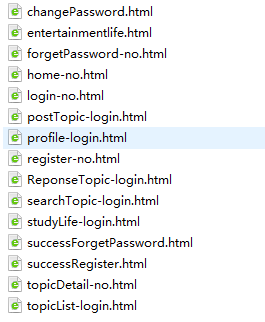 changePassword.html
entertainmentlife.html
forgetPassword-no.html
home-no.html
login-no.html
postTopic-login.html
profile-login.html
register-no.html
ReponseTopic-login.html
searchTopic-login.html
studyLife-login.html
successForgetPassword.html
successRegister.html
topicDetail-no.html
topicList-login.html